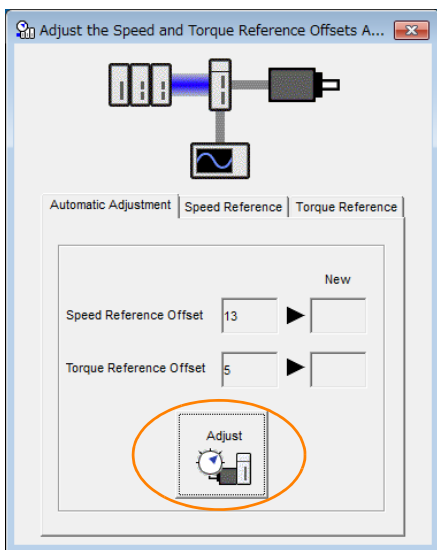 Adjust the Speed and Torque Reference Offsets A...
Automatic Adjustment Speed Reference Torque Reference
New
Speed Reference Offset 13
Torque Reference Offset 5
Adjust